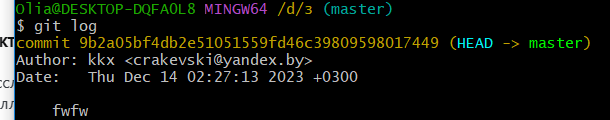 Olia@DESKTOP-DQFAOL8 MINGW64 /d/з (master)
$ git log
commit 9b2a05bf4db2e51051559fd46c39809598017449 (HEAD -> master)
Author: kkx <crakevski@yandex.by>
Date:   Thu Dec 14 02:27:13 2023 +0300
fwfw